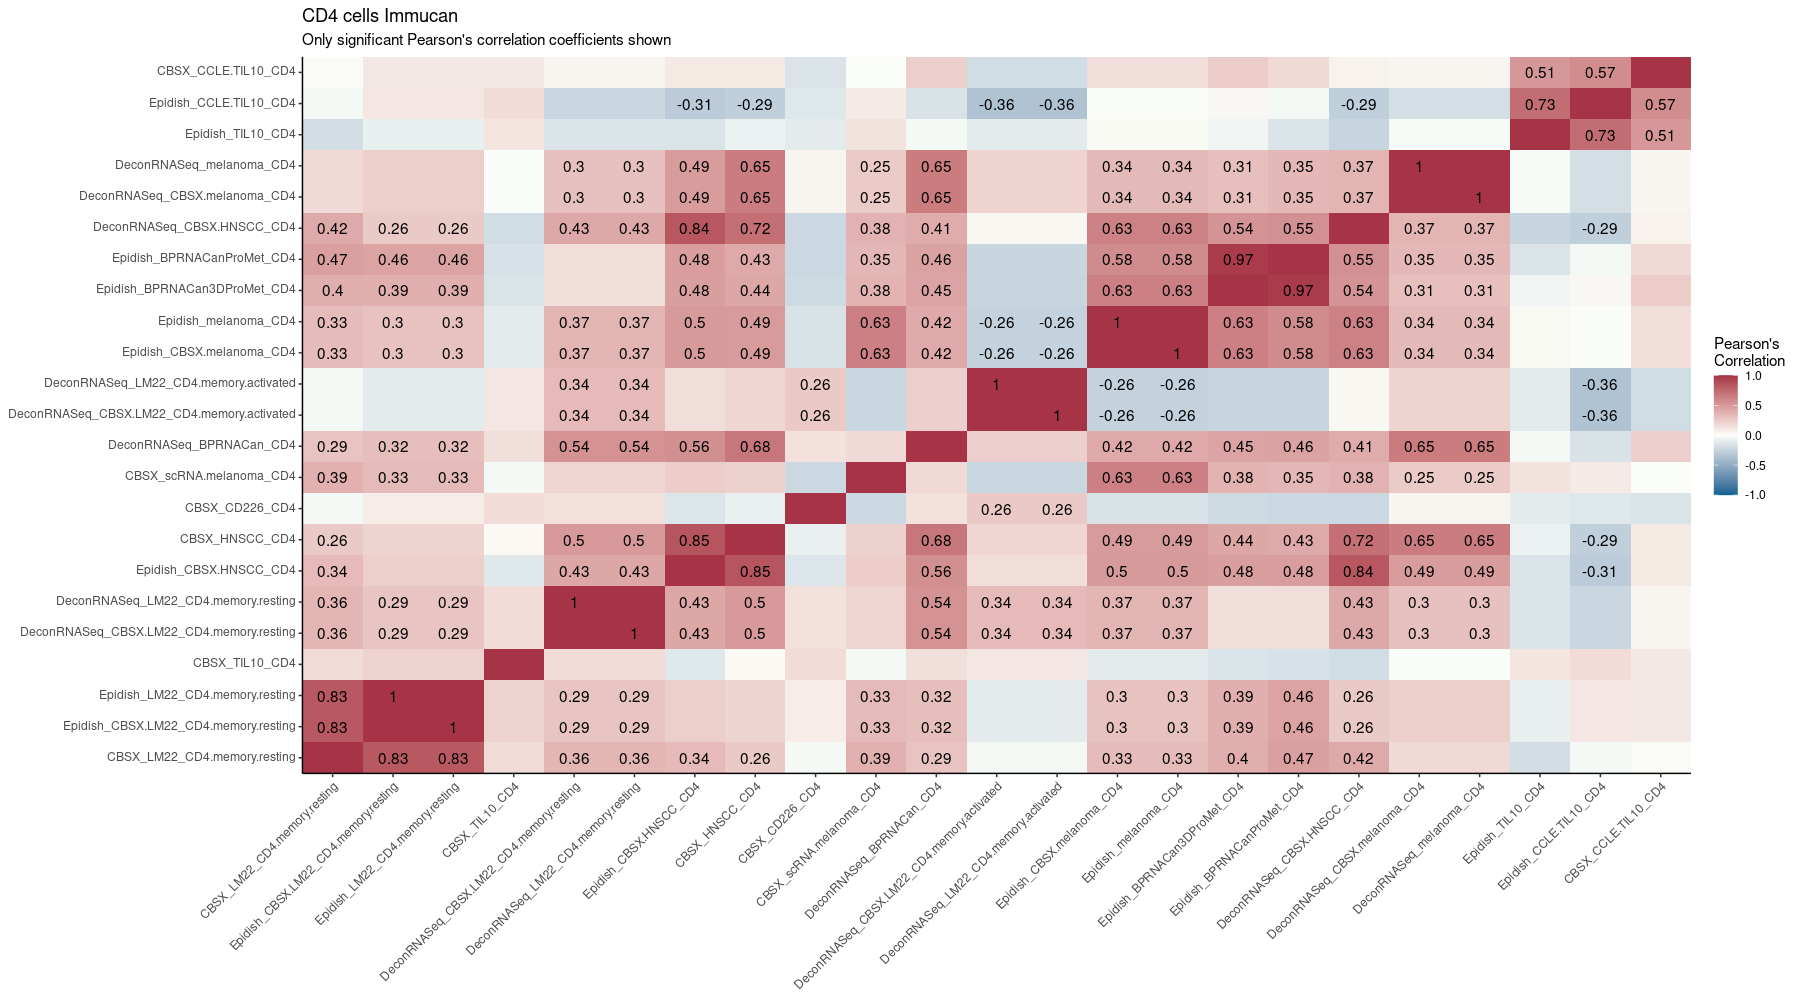 CD4 cells Immucan
Only significant Pearson's correlation coefficients shown
CBSX_CCLE.TIL10_CD4 0.51 0.57
Epidish_CCLE.TIL10_CD4 -0.31 -0.29 -0.36 -0.36 -0.29 0.73 0.57
Epidish_TIL10_CD4 0.73 0.51
DeconRNASeq_melanoma_CD4 0.3 0.3 0.49 0.65 0.25 0.65 0.34 0.34 0.31 0.35 0.37 1
DeconRNASeq_CBSX.melanoma_CD4 0.3 0.3 0.49 0.65 0.25 0.65 0.34 0.34 0.31 0.35 0.37 1
DeconRNASeq_CBSX.HNSCC_CD4 0.42 0.26 0.26 0.43 0.43 0.84 0.72 0.38 0.41 0.63 0.63 0.54 0.55 0.37 0.37 -0.29
Epidish_BPRNACanProMet_CD4 0.47 0.46 0.46 0.48 0.43 0.35 0.46 0.58 0.58 0.97 0.55 0.35 0.35
Epidish_BPRNACan3DProMet_CD4 0.4 0.39 0.39 0.48 0.44 0.38 0.45 0.63 0.63 0.97 0.54 0.31 0.31
Epidish_melanoma_CD4 0.33 0.3 0.3 0.37 0.37 0.5 0.49 0.63 0.42 -0.26 -0.26 1 0.63 0.58 0.63 0.34 0.34
Epidish_CBSX.melanoma_CD4 0.33 0.3 0.3 0.37 0.37 0.5 0.49 0.63 0.42 -0.26 -0.26 1 0.63 0.58 0.63 0.34 0.34
DeconRNASeq_LM22_CD4.memory.activated 0.34 0.34 0.26 1 -0.26 -0.26 -0.36
DeconRNASeq_CBSX.LM22_CD4.memory.activated 0.34 0.34 0.26 1 -0.26 -0.26 -0.36
DeconRNASeq_BPRNACan_CD4 0.29 0.32 0.32 0.54 0.54 0.56 0.68 0.42 0.42 0.45 0.46 0.41 0.65 0.65
CBSX_scRNA.melanoma_CD4 0.39 0.33 0.33 0.63 0.63 0.38 0.35 0.38 0.25 0.25
CBSX_CD226_CD4 0.26 0.26
CBSX_HNSCC_CD4 0.26 0.5 0.5 0.85 0.68 0.49 0.49 0.44 0.43 0.72 0.65 0.65 -0.29
Epidish_CBSX.HNSCC_CD4 0.34 0.43 0.43 0.85 0.56 0.5 0.5 0.48 0.48 0.84 0.49 0.49 -0.31
DeconRNASeq_LM22_CD4.memory.resting 0.36 0.29 0.29 1 0.43 0.5 0.54 0.34 0.34 0.37 0.37 0.43 0.3 0.3
DeconRNASeq_CBSX.LM22_CD4.memory.resting 0.36 0.29 0.29 1 0.43 0.5 0.54 0.34 0.34 0.37 0.37 0.43 0.3 0.3
CBSX_TIL10_CD4
Epidish_LM22_CD4.memory.resting 0.83 1 0.29 0.29 0.33 0.32 0.3 0.3 0.39 0.46 0.26
Epidish_CBSX.LM22_CD4.memory.resting 0.83 1 0.29 0.29 0.33 0.32 0.3 0.3 0.39 0.46 0.26
CBSX_LM22_CD4.memory.resting 0.83 0.83 0.36 0.36 0.34 0.26 0.39 0.29 0.33 0.33 0.4 0.47 0.42
CBSX_LM22_CD4.memory.resting
Epidish_CBSX.LM22_CD4.memory.resting
Epidish_LM22_CD4.memory.resting
CBSX_TIL10_CD4
DeconRNASeq_CBSX.LM22_CD4.memory.resting
DeconRNASeq_LM22_CD4.memory.resting
Epidish_CBSX.HNSCC_CD4
CBSX_HNSCC_CD4
CBSX_CD226_CD4
CBSX_scRNA.melanoma_CD4
DeconRNASeq_BPRNACan_CD4
DeconRNASeq_CBSX.LM22_CD4.memory.activated
DeconRNASeq_LM22_CD4.memory.activated
Epidish_CBSX.melanoma_CD4
Epidish_melanoma_CD4
Epidish_BPRNACan3DProMet_CD4
Epidish_BPRNACanProMet_CD4
DeconRNASeq_CBSX.HNSCC_CD4
DeconRNASeq_CBSX.melanoma_CD4
DeconRNASeq_melanoma_CD4
Epidish_TIL10_CD4
Epidish_CCLE.TIL10_CD4
CBSX_CCLE.TIL10_CD4
Pearson's
Correlation
1.0
0.5
0.0
-0.5
-1.0